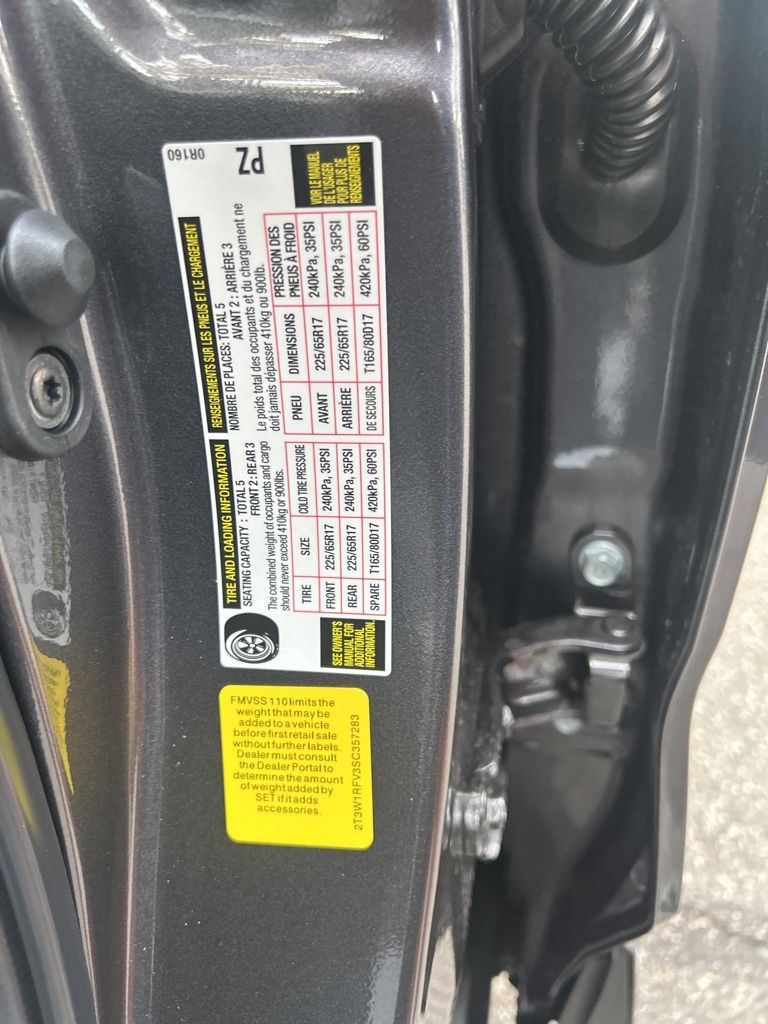 TIRE AND LOADING INFORMATION
SEATING CAPACITY : TOTAL 5
FRONT 2 : REAR 3
The combined weight of occupants and cargo
should never exceed 410kg or 900lbs.
TIRE SIZE COLD TIRE PRESSURE
FRONT 225/65R17 240kPa, 35PSI
REAR 225/65R17 240kPa, 35PSI
SPARE T165/80D17 420kPa, 60PSI
SEE OWNER'S
MANUAL FOR
ADDITIONAL
INFORMATION.
RENSEIGNEMENTS SUR LES PNEUS ET LE CHARGEMENT
NOMBRE DE PLACES: TOTAL 5
AVANT 2 : ARRIÈRE 3
Le poids total des occupants et du chargement ne
doit jamais dépasser 410kg ou 900lb.
PNEU DIMENSIONS PRESSION DES
PNEUS À FROID
AVANT 225/65R17 240kPa, 35PSI
ARRIÈRE 225/65R17 240kPa, 35PSI
DE SECOURS T165/80D17 420kPa, 60PSI
VOIR LE MANUEL
DE L'USAGER
POUR PLUS DE
RENSEIGNEMENTS
0R160
PZ
FMVSS 110 limits the
weight that may be
added to a vehicle
before first retail sale
without further labels.
Dealer must consult
the Dealer Portal to
determine the amount
of weight added by
SET if it adds
accessories.
2T3W1RFV3SC357283